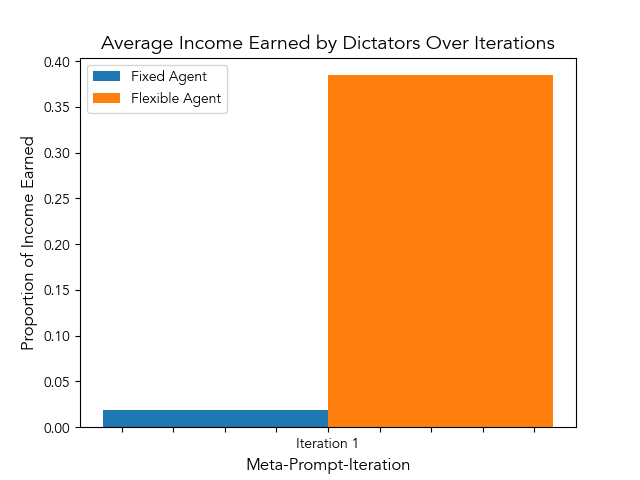 Average Income Earned by Dictators Over Iterations
Fixed Agent
Flexible Agent
Proportion of Income Earned
0.40
0.35
0.30
0.25
0.20
0.15
0.10
0.05
0.00
Iteration 1
Meta-Prompt-Iteration